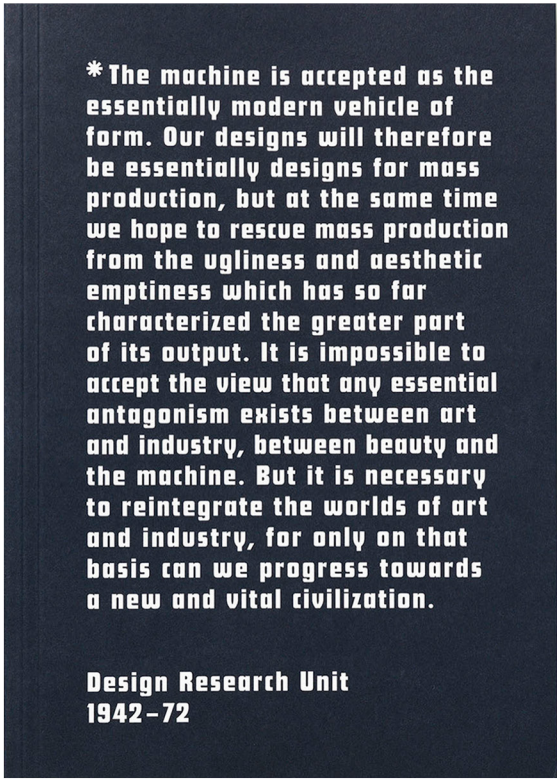 *The machine is accepted as the
essentially modern vehicle of
form. Our designs will therefore
be essentially designs for mass
production, but at the same time
we hope to rescue mass production
from the ugliness and aesthetic
emptiness which has so far
characterized the greater part
of its output. It is impossible to
accept the view that any essential
antagonism exists between art
and industry, between beauty and
the machine. But it is necessary
to reintegrate the worlds of art
and industry, for only on that
basis can we progress towards
a new and vital civilization.
Design Research Unit
1942–72